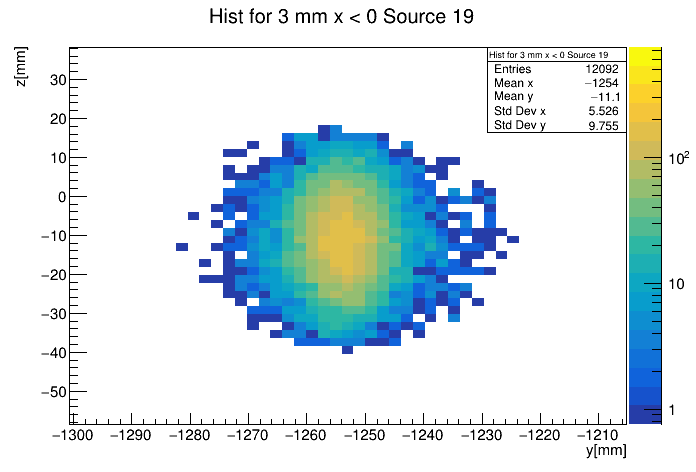 Hist for 3 mm x < 0 Source 19
z[mm]
Hist for 3 mm x < 0 Source 19
Entries 12092
Mean x −1254
Mean y −11.1
Std Dev x 5.526
Std Dev y 9.755
30
20
10
0
−10
−20
−30
−40
−50
10²
10
1
−1300 −1290 −1280 −1270 −1260 −1250 −1240 −1230 −1220 −1210
y[mm]